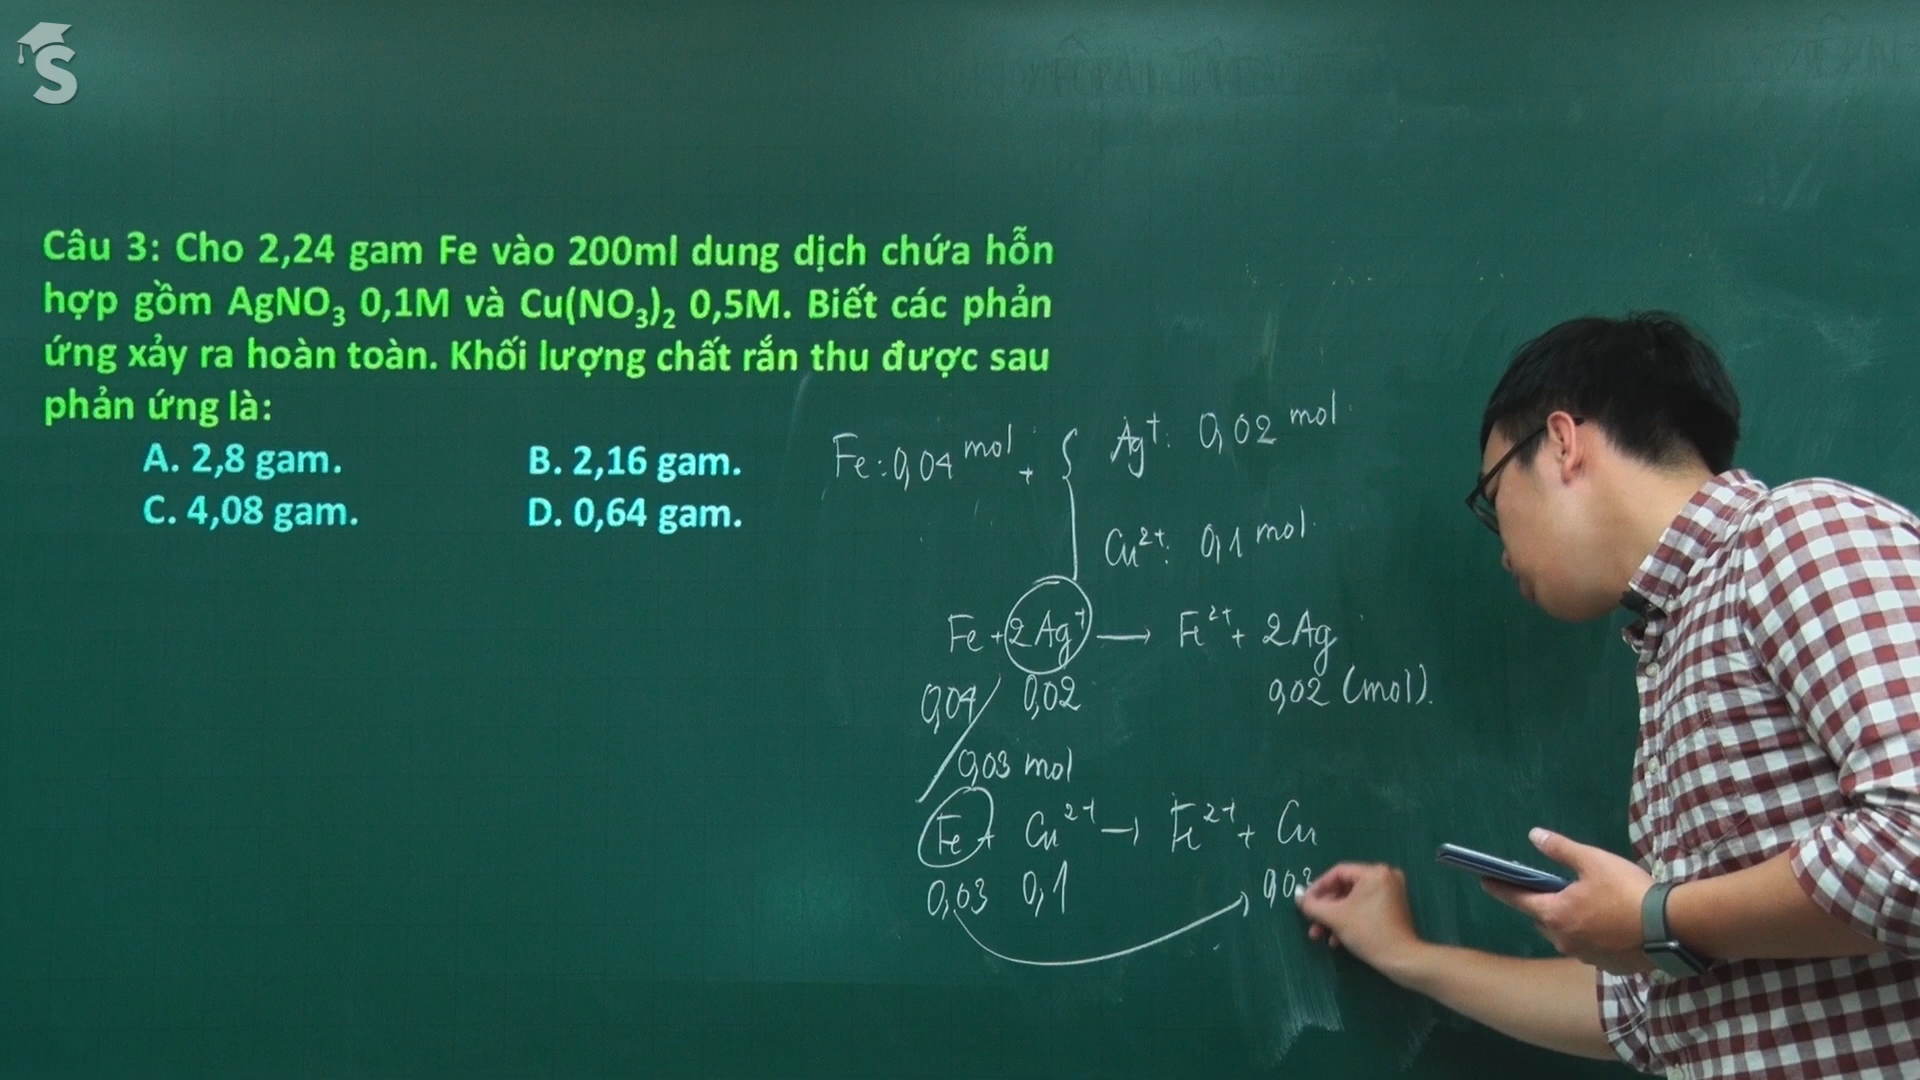 S
Câu 3: Cho 2,24 gam Fe vào 200ml dung dịch chứa hỗn
hợp gồm AgNO₃ 0,1M và Cu(NO₃)₂ 0,5M. Biết các phản
ứng xảy ra hoàn toàn. Khối lượng chất rắn thu được sau
phản ứng là:
A. 2,8 gam. B. 2,16 gam.
C. 4,08 gam. D. 0,64 gam.
Fe: 0,04 mol + { Ag⁺: 0,02 mol
Cu²⁺: 0,1 mol
Fe + 2Ag⁺ → Fe²⁺ + 2Ag
0,04 0,02 0,02 (mol).
0,03 mol
Fe + Cu²⁺ → Fe²⁺ + Cu
0,03 0,1 → 0,03